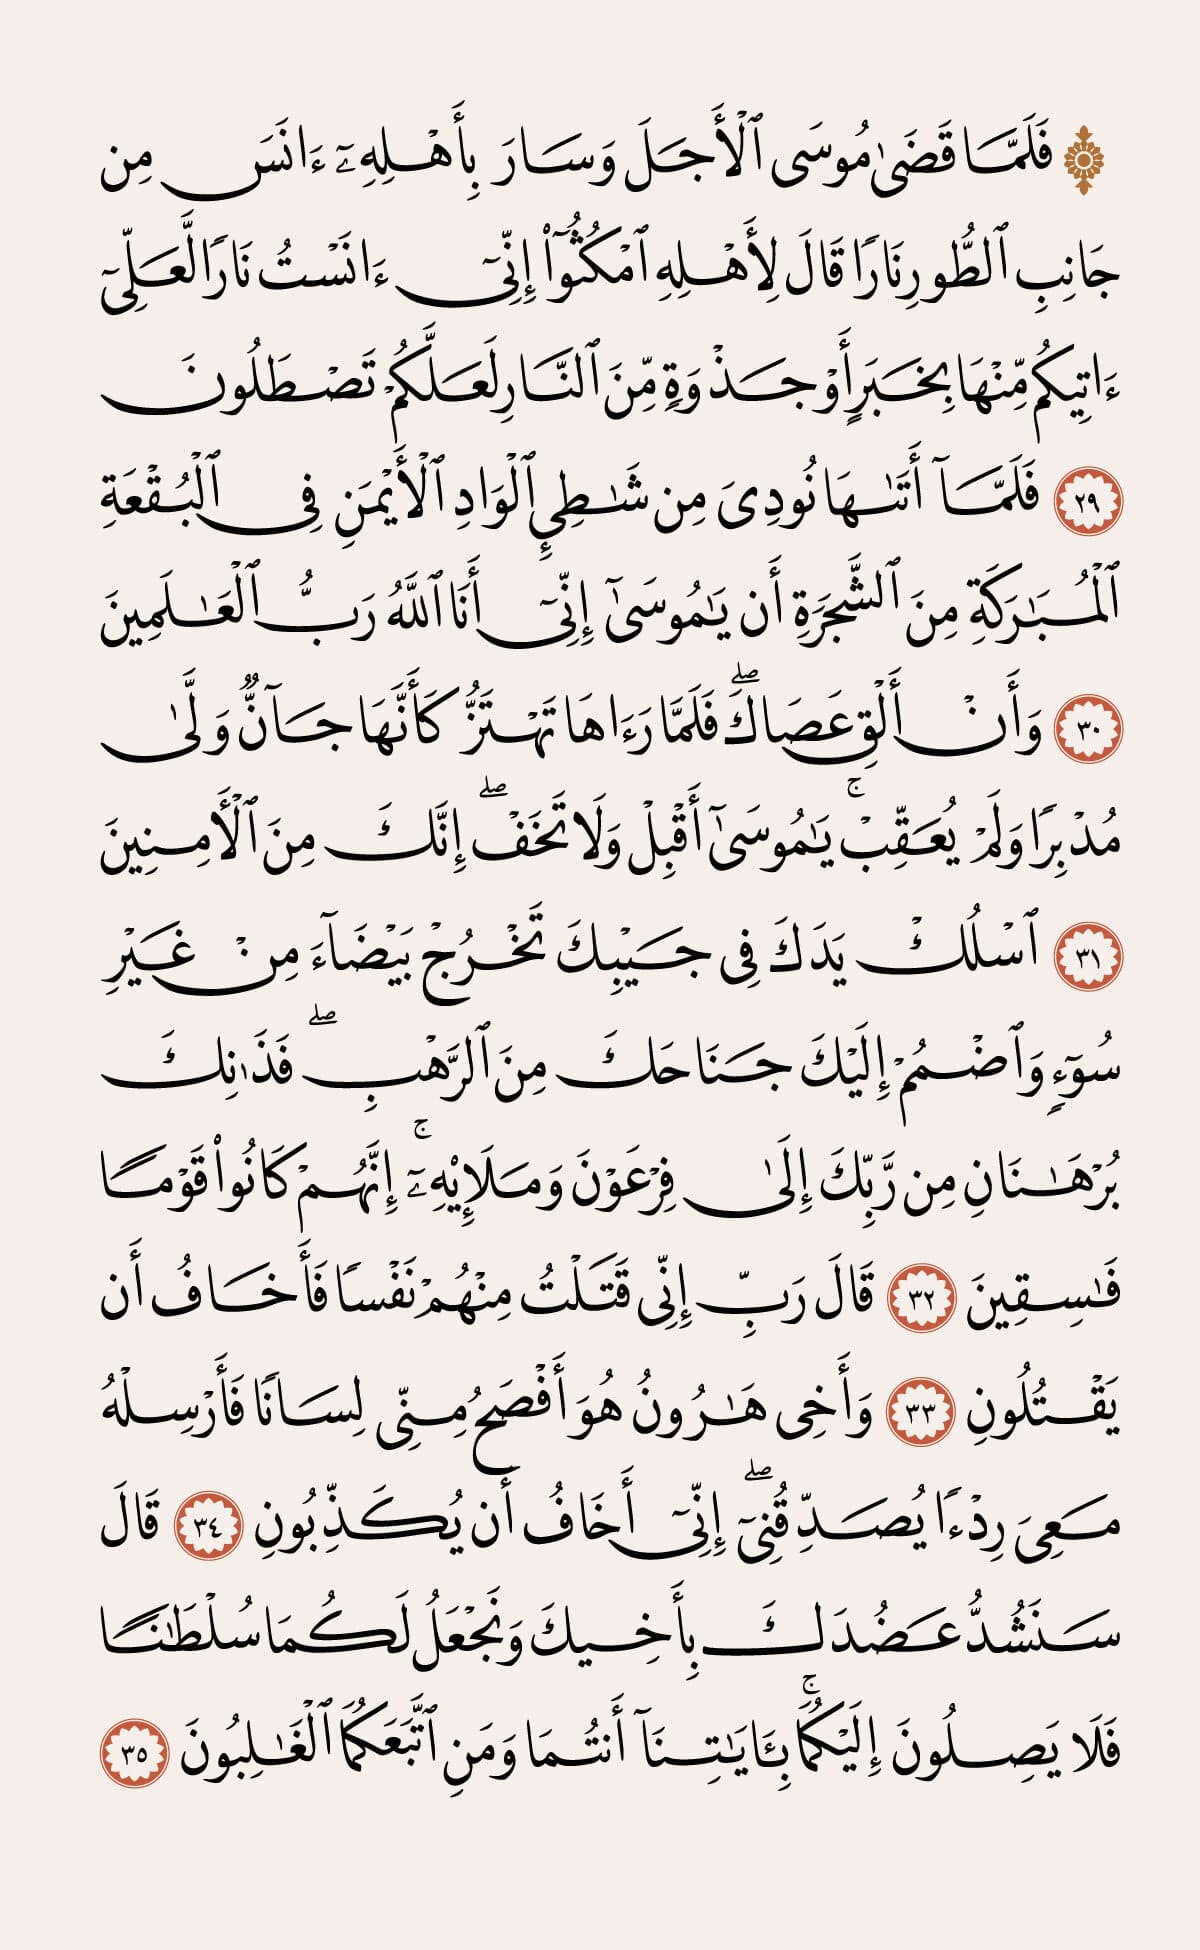 ۞ فَلَمَّا قَضَىٰ مُوسَى ٱلْأَجَلَ وَسَارَ بِأَهْلِهِۦٓ ءَانَسَ مِن
جَانِبِ ٱلطُّورِ نَارًا قَالَ لِأَهْلِهِ ٱمْكُثُوٓا۟ إِنِّىٓ ءَانَسْتُ نَارًا لَّعَلِّىٓ
ءَاتِيكُم مِّنْهَا بِخَبَرٍ أَوْ جَذْوَةٍ مِّنَ ٱلنَّارِ لَعَلَّكُمْ تَصْطَلُونَ
٢٩ فَلَمَّآ أَتَىٰهَا نُودِىَ مِن شَـٰطِئِ ٱلْوَادِ ٱلْأَيْمَنِ فِى ٱلْبُقْعَةِ
ٱلْمُبَـٰرَكَةِ مِنَ ٱلشَّجَرَةِ أَن يَـٰمُوسَىٰٓ إِنِّىٓ أَنَا ٱللَّهُ رَبُّ ٱلْعَـٰلَمِينَ
٣٠ وَأَنْ أَلْقِ عَصَاكَ ۖ فَلَمَّا رَءَاهَا تَهْتَزُّ كَأَنَّهَا جَآنٌّ وَلَّىٰ
مُدْبِرًا وَلَمْ يُعَقِّبْ ۚ يَـٰمُوسَىٰٓ أَقْبِلْ وَلَا تَخَفْ ۖ إِنَّكَ مِنَ ٱلْـَٔامِنِينَ
٣١ ٱسْلُكْ يَدَكَ فِى جَيْبِكَ تَخْرُجْ بَيْضَآءَ مِنْ غَيْرِ
سُوٓءٍ وَٱضْمُمْ إِلَيْكَ جَنَاحَكَ مِنَ ٱلرَّهْبِ ۖ فَذَٰنِكَ
بُرْهَـٰنَانِ مِن رَّبِّكَ إِلَىٰ فِرْعَوْنَ وَمَلَإِي۟هِۦٓ ۚ إِنَّهُمْ كَانُوا۟ قَوْمًا
فَـٰسِقِينَ ٣٢ قَالَ رَبِّ إِنِّى قَتَلْتُ مِنْهُمْ نَفْسًا فَأَخَافُ أَن
يَقْتُلُونِ ٣٣ وَأَخِى هَـٰرُونُ هُوَ أَفْصَحُ مِنِّى لِسَانًا فَأَرْسِلْهُ
مَعِىَ رِدْءًا يُصَدِّقُنِىٓ ۖ إِنِّىٓ أَخَافُ أَن يُكَذِّبُونِ ٣٤ قَالَ
سَنَشُدُّ عَضُدَكَ بِأَخِيكَ وَنَجْعَلُ لَكُمَا سُلْطَـٰنًا
فَلَا يَصِلُونَ إِلَيْكُمَا ۚ بِـَٔايَـٰتِنَآ أَنتُمَا وَمَنِ ٱتَّبَعَكُمَا ٱلْغَـٰلِبُونَ ٣٥